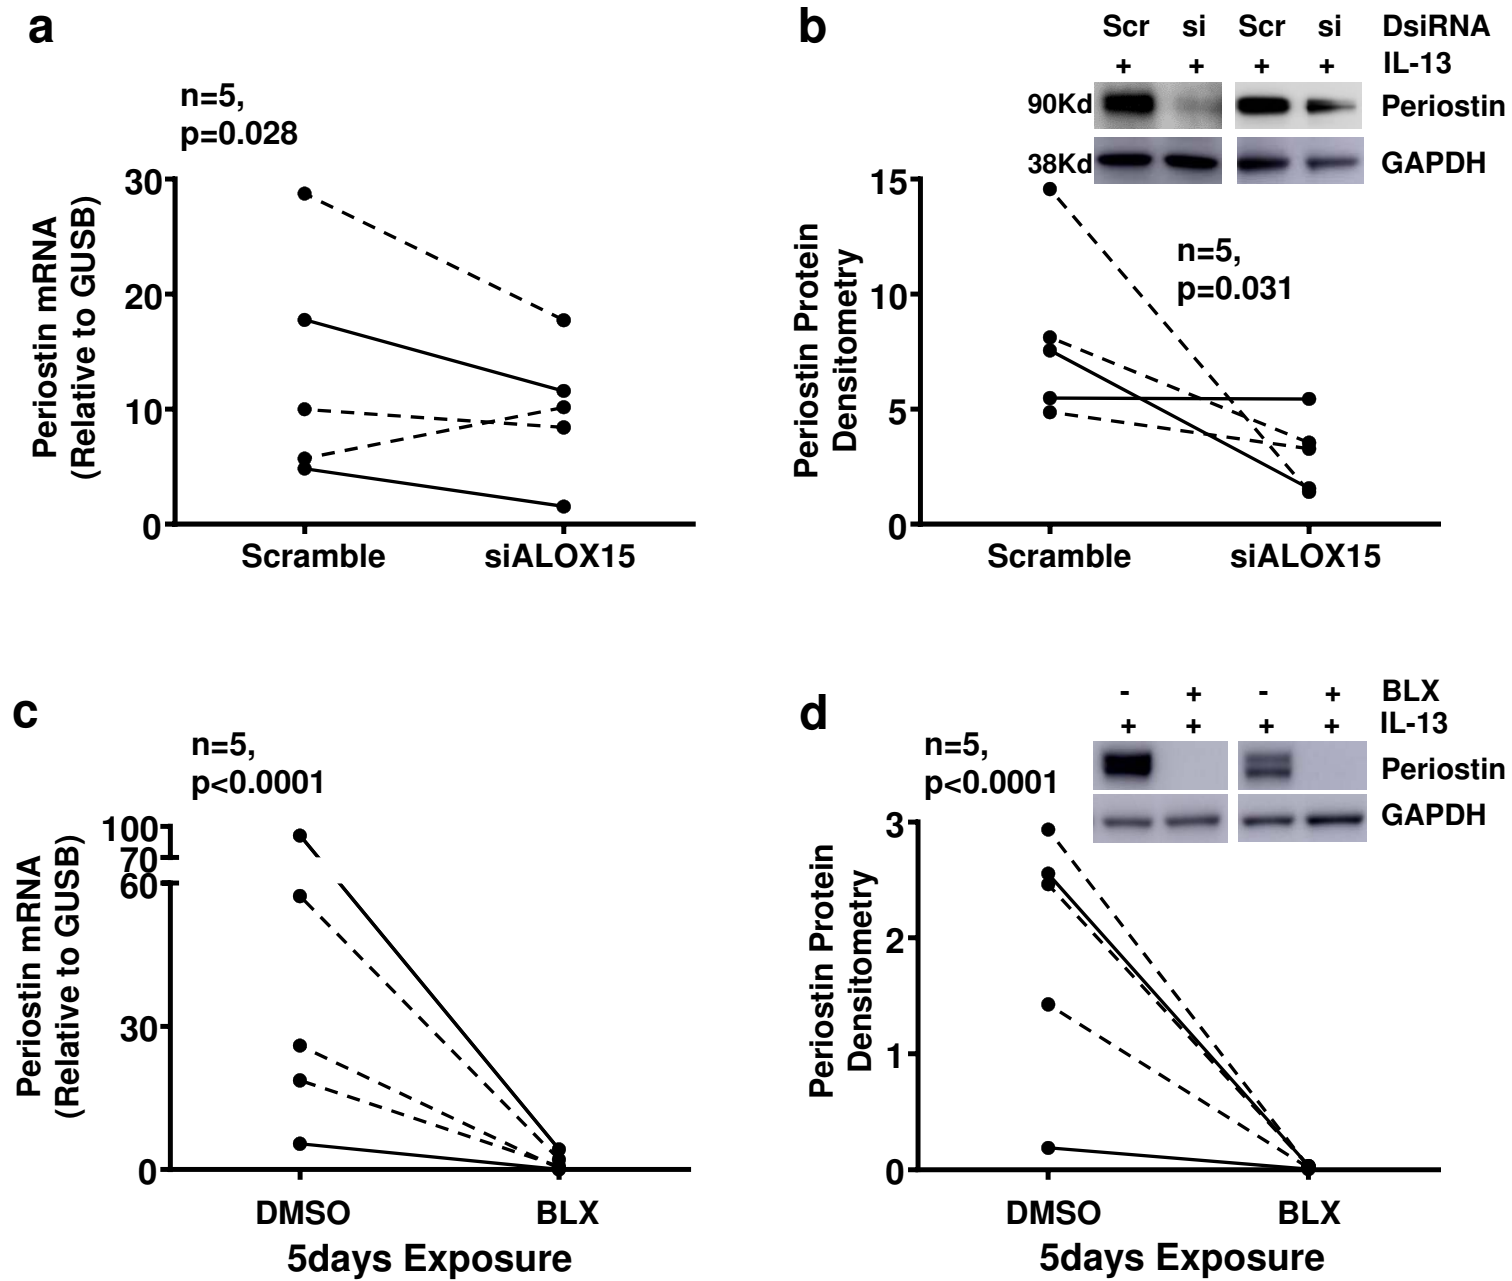 a
n=5,
p=0.028
Periostin mRNA
(Relative to GUSB)
30
20
10
0
Scramble siALOX15
b
Scr si Scr si DsiRNA
+ + + + IL-13
90Kd Periostin
38Kd GAPDH
n=5,
p=0.031
Periostin Protein
Densitometry
15
10
5
0
Scramble siALOX15
c
n=5,
p<0.0001
Periostin mRNA
(Relative to GUSB)
100
70
60
30
0
DMSO BLX
5days Exposure
d
- + - + BLX
+ + + + IL-13
Periostin
GAPDH
n=5,
p<0.0001
Periostin Protein
Densitometry
3
2
1
0
DMSO BLX
5days Exposure